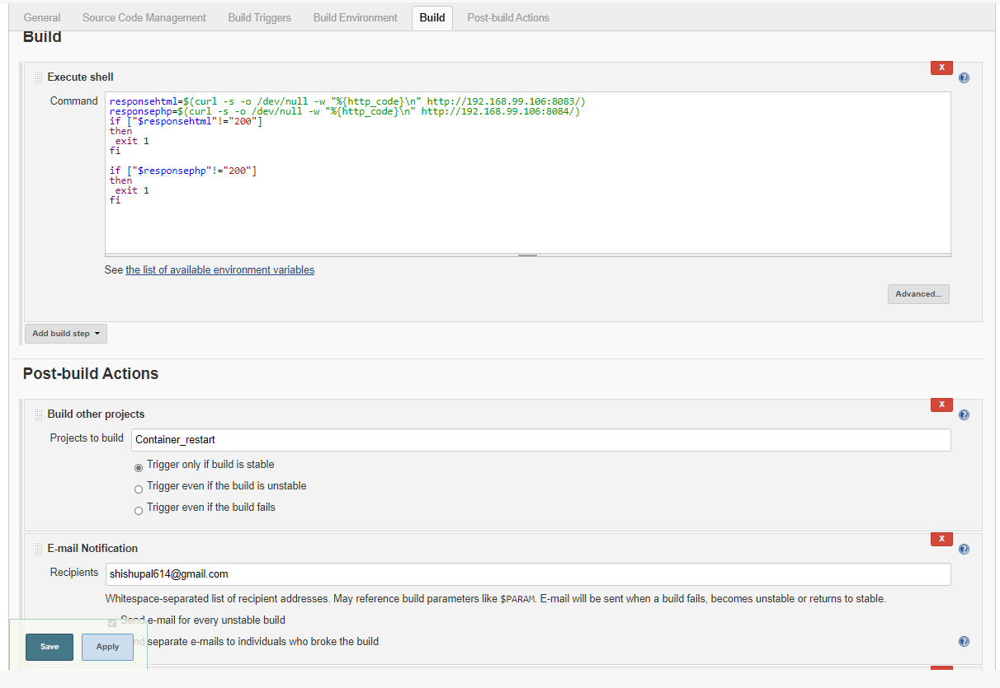 General Source Code Management Build Triggers Build Environment Build Post-build Actions
Build
X
Execute shell
Command
responsehtml=$(curl -s -o /dev/null -w "%{http_code}\n" http://192.168.99.106:8083/)
responsephp=$(curl -s -o /dev/null -w "%{http_code}\n" http://192.168.99.106:8084/)
if ["$responsehtml"!="200"]
then
 exit 1
fi
if ["$responsephp"!="200"]
then
 exit 1
fi
See the list of available environment variables
Advanced...
Add build step
Post-build Actions
X
Build other projects
Projects to build Container_restart
Trigger only if build is stable
Trigger even if the build is unstable
Trigger even if the build fails
X
E-mail Notification
Recipients shishupal614@gmail.com
Whitespace-separated list of recipient addresses. May reference build parameters like $PARAM. E-mail will be sent when a build fails, becomes unstable or returns to stable.
Send e-mail for every unstable build
separate e-mails to individuals who broke the build
Save Apply